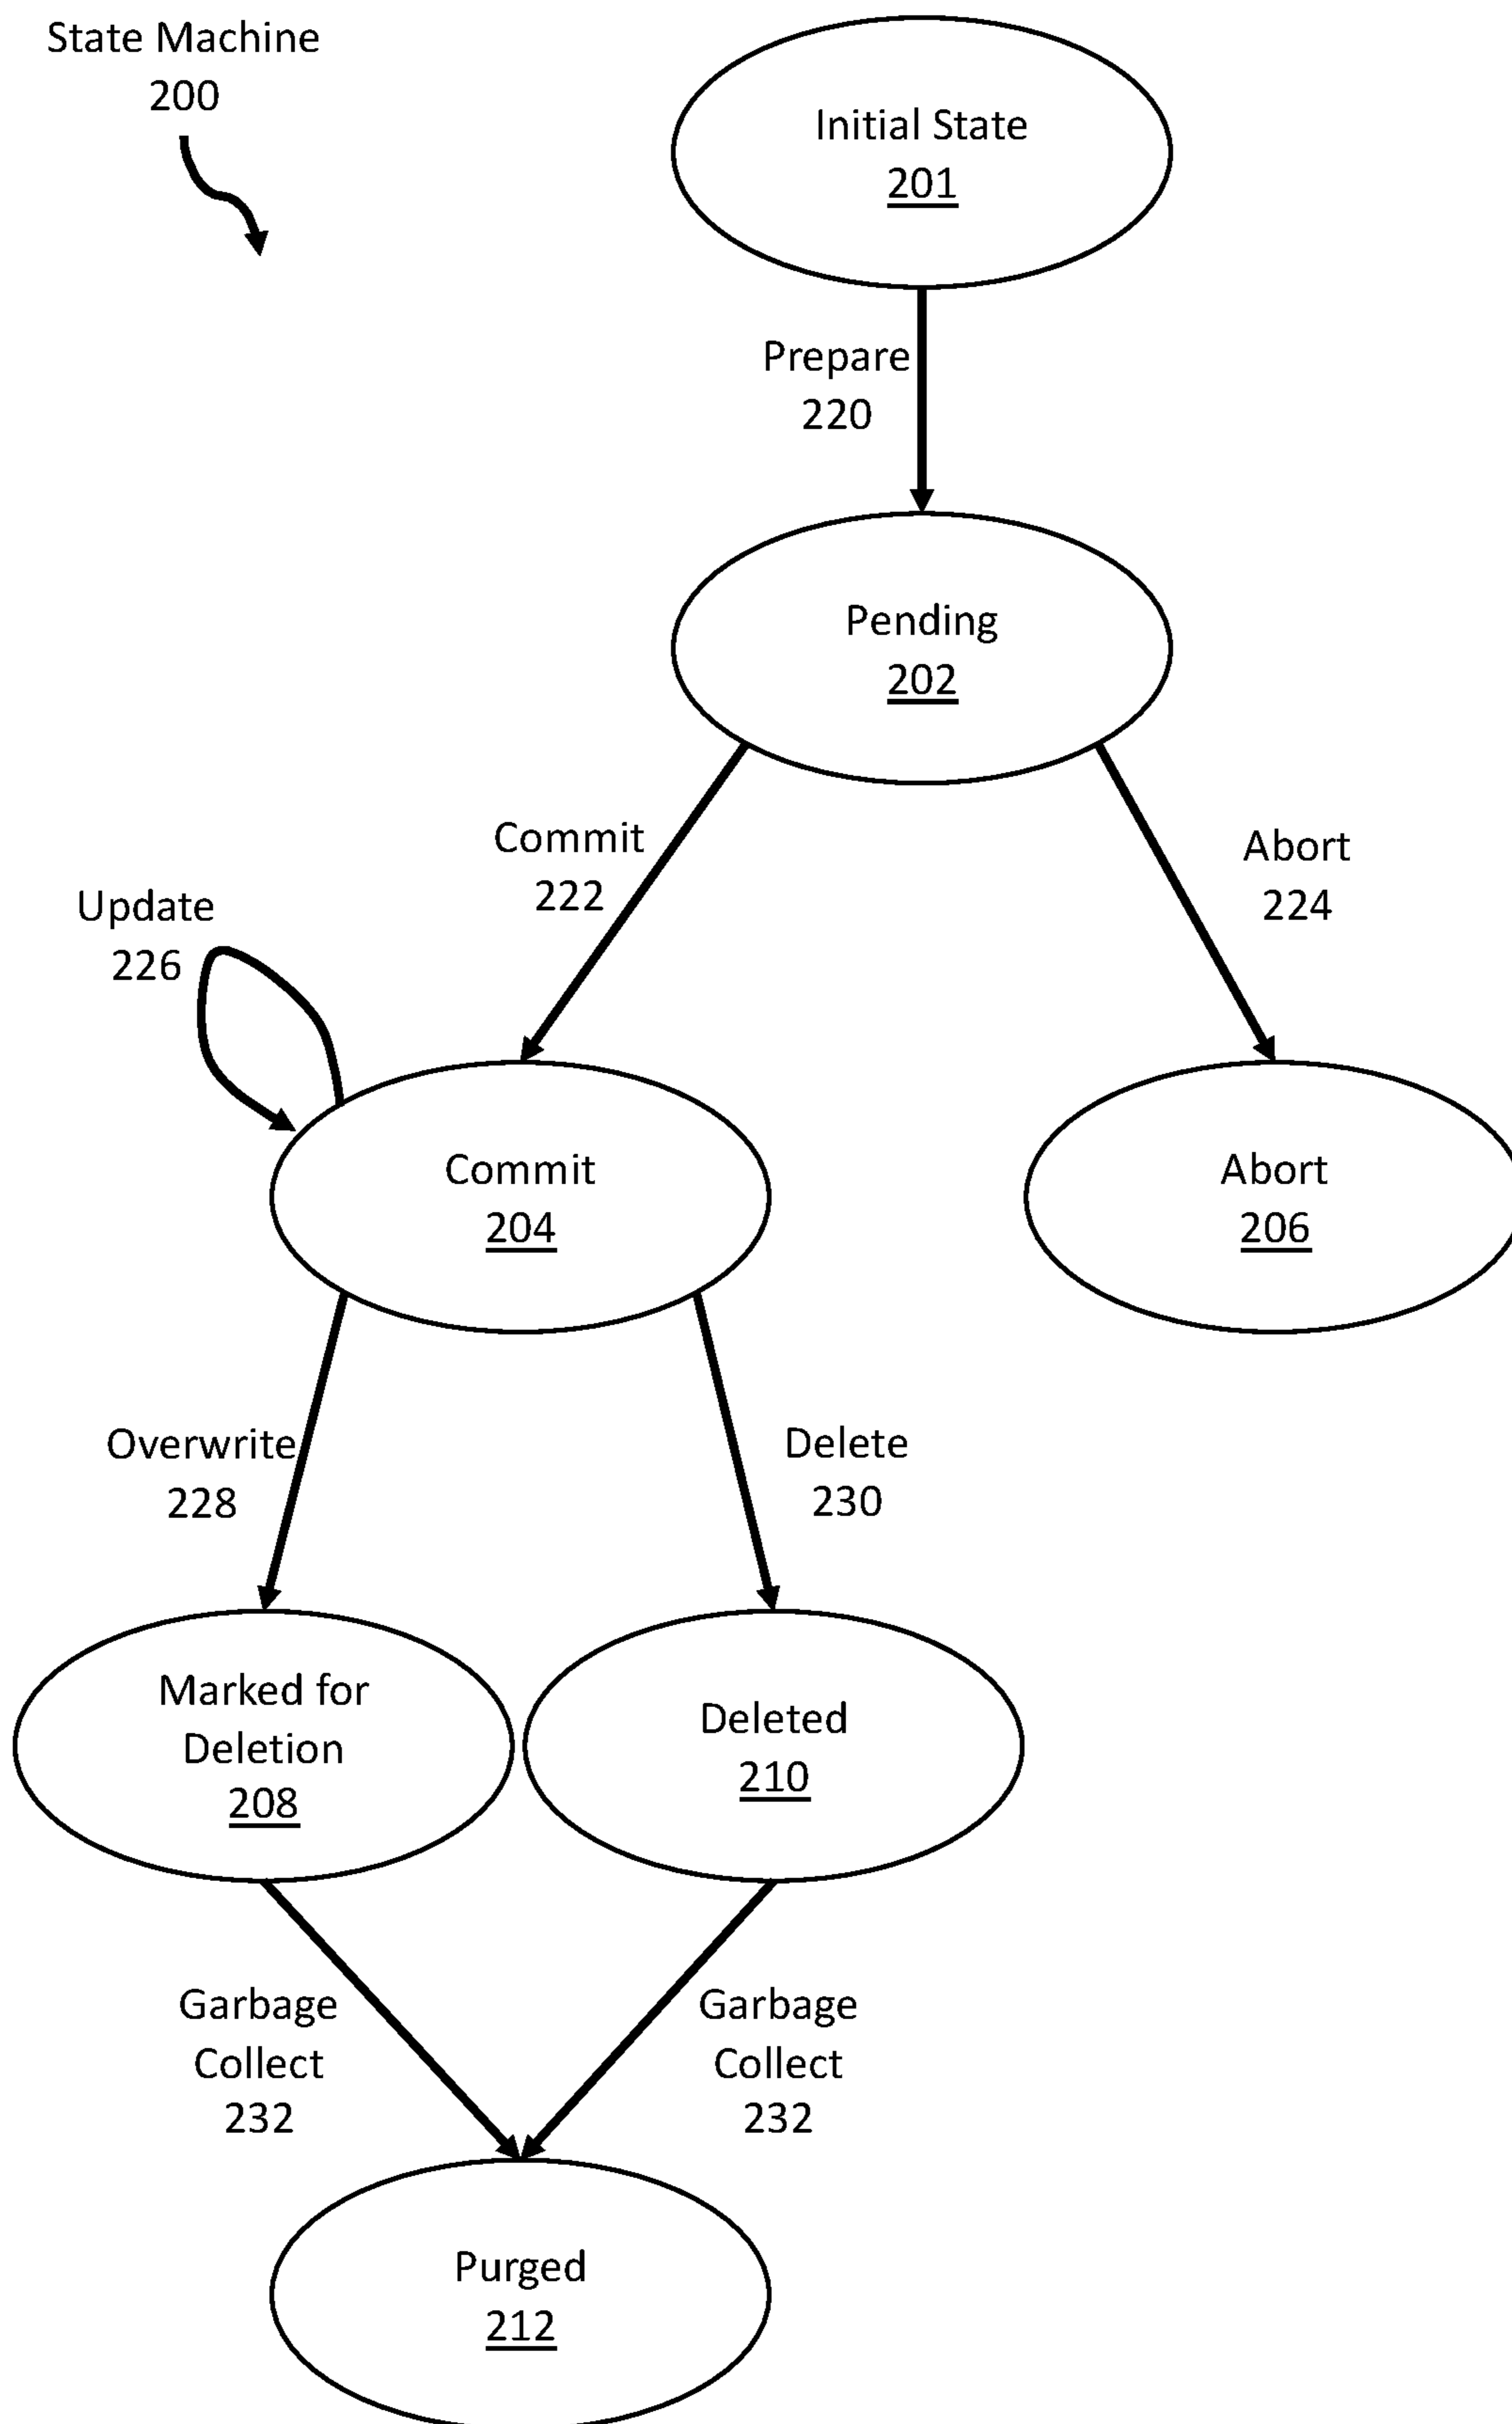 State Machine
200
Initial State
201
Prepare
220
Pending
202
Commit
222
Abort
224
Update
226
Commit
204
Abort
206
Overwrite
228
Delete
230
Marked for
Deletion
208
Deleted
210
Garbage
Collect
232
Garbage
Collect
232
Purged
212